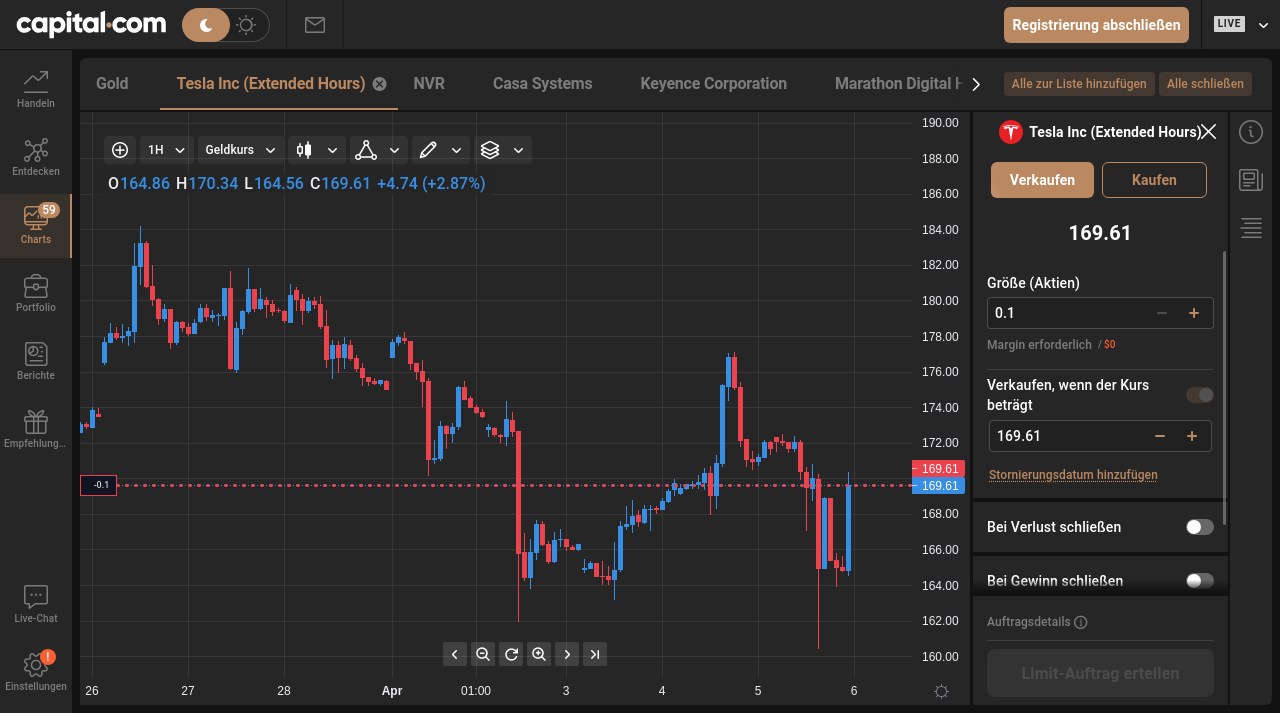 capital.com
Registrierung abschließen
LIVE
Handeln
Entdecken
59
Charts
Portfolio
Berichte
Empfehlung...
Live-Chat
!
Einstellungen
Gold
Tesla Inc (Extended Hours)
NVR
Casa Systems
Keyence Corporation
Marathon Digital H
Alle zur Liste hinzufügen
Alle schließen
1H
Geldkurs
O164.86 H170.34 L164.56 C169.61 +4.74 (+2.87%)
190.00
188.00
186.00
184.00
182.00
180.00
178.00
176.00
174.00
172.00
169.61
169.61
168.00
166.00
164.00
162.00
160.00
-0.1
26
27
28
Apr
01:00
3
4
5
6
Tesla Inc (Extended Hours)
Verkaufen
Kaufen
169.61
Größe (Aktien)
0.1
Margin erforderlich / $0
Verkaufen, wenn der Kurs
beträgt
169.61
Stornierungsdatum hinzufügen
Bei Verlust schließen
Bei Gewinn schließen
Auftragsdetails
Limit-Auftrag erteilen